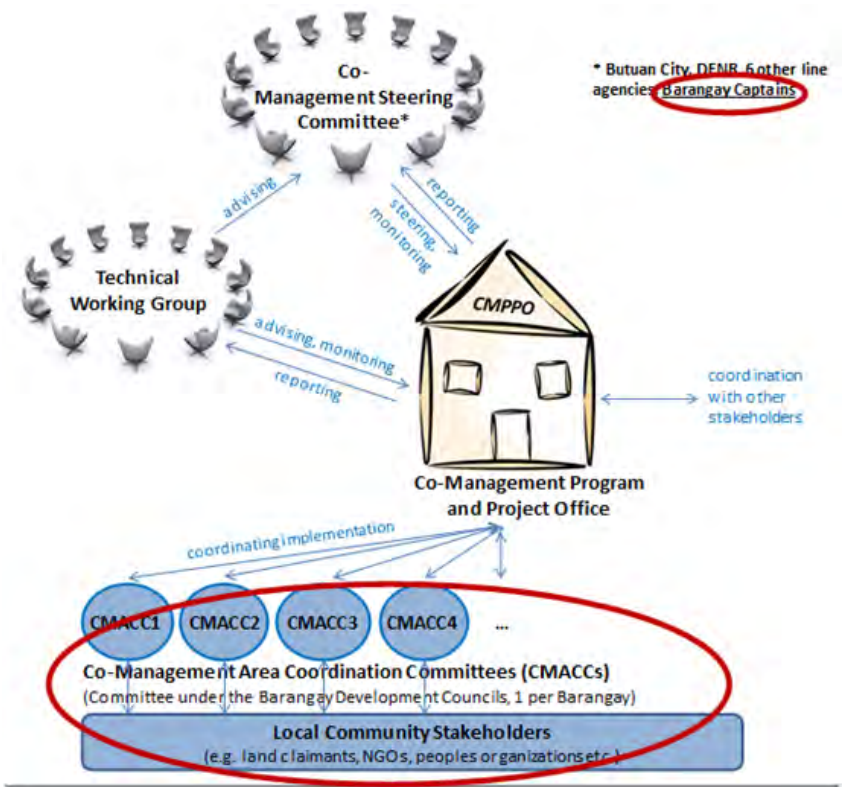 Co-
Management Steering
Committee*
* Butuan City, DENR, 6 other line
agencies, Barangay Captains
advising
reporting
steering,
monitoring
Technical
Working Group
CMPPO
advising, monitoring
reporting
coordination
with other
stakeholders
Co-Management Program
and Project Office
coordinating implementation
CMACC1
CMACC2
CMACC3
CMACC4
...
Co-Management Area Coordination Committees (CMACCs)
(Committee under the Barangay Development Councils, 1 per Barangay)
Local Community Stakeholders
(e.g. land claimants, NGOs, peoples organizations etc.)